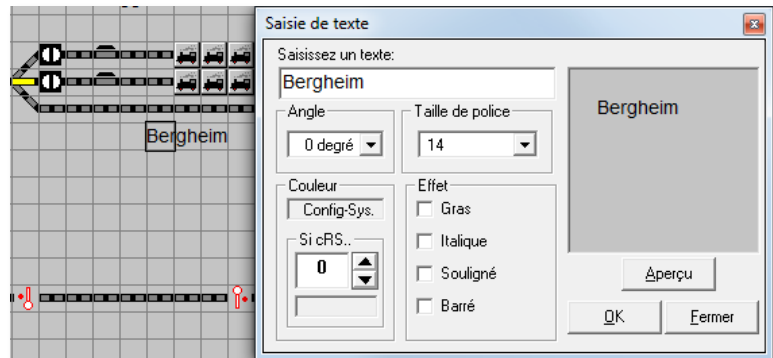 Saisie de texte
Saisissez un texte:
Bergheim
Bergheim
Angle
0 degré
Taille de police
14
Bergheim
Couleur
Config-Sys.
Si cRS..
0
Effet
Gras
Italique
Souligné
Barré
Aperçu
OK
Fermer